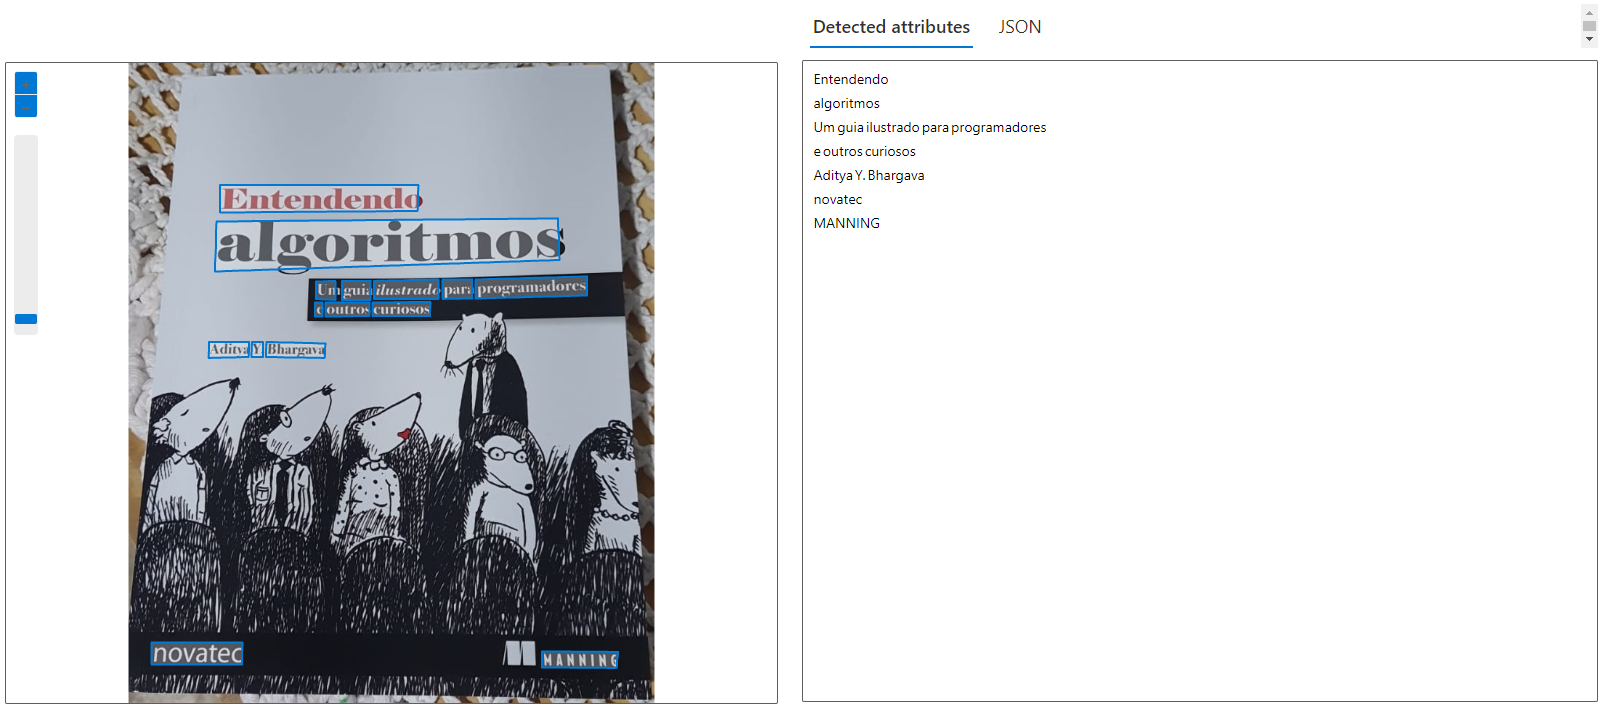 Detected attributes
JSON
Entendendo
algoritmos
Um guia ilustrado para programadores
e outros curiosos
Aditya Y. Bhargava
novatec
MANNING
Entendendo
algoritmos
Um guia ilustrado para programadores
e outros curiosos
Aditya Y. Bhargava
novatec
MANNING